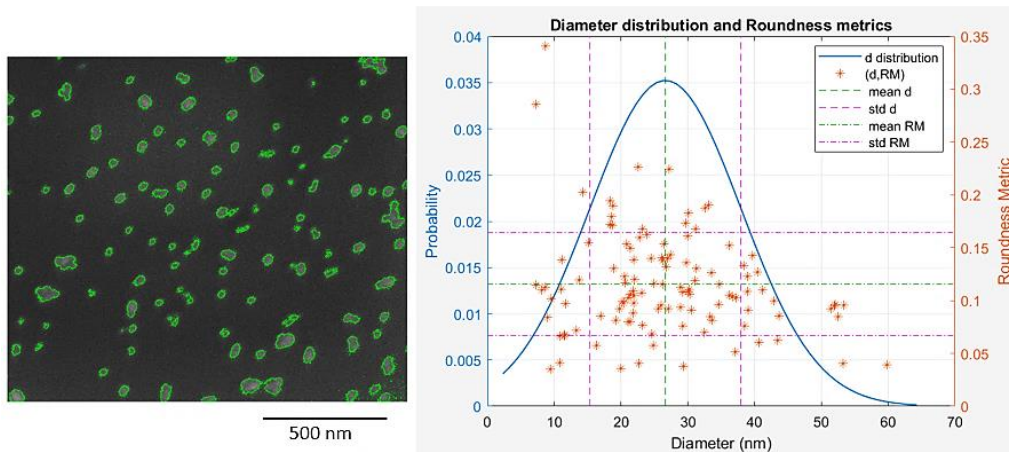 500 nm
Diameter distribution and Roundness metrics
0.04
0.035
0.03
0.025
0.02
0.015
0.01
0.005
0
Probability
0 10 20 30 40 50 60 70
Diameter (nm)
0.35
0.3
0.25
0.2
0.15
0.1
0.05
0
Roundness Metric
d distribution
(d,RM)
mean d
std d
mean RM
std RM